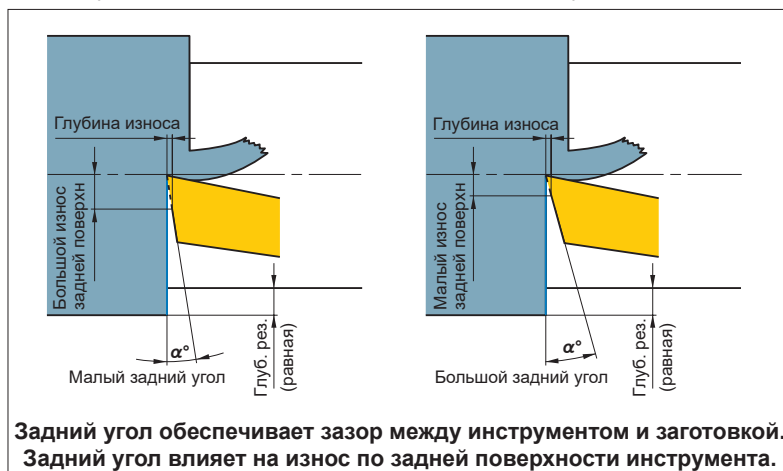 Глубина износа
Большой износ
задней поверхн
α°
Малый задний угол
Глуб. рез.
(равная)
Глубина износа
Малый износ
задней поверхн
α°
Большой задний угол
Глуб. рез.
(равная)
Задний угол обеспечивает зазор между инструментом и заготовкой.
Задний угол влияет на износ по задней поверхности инструмента.